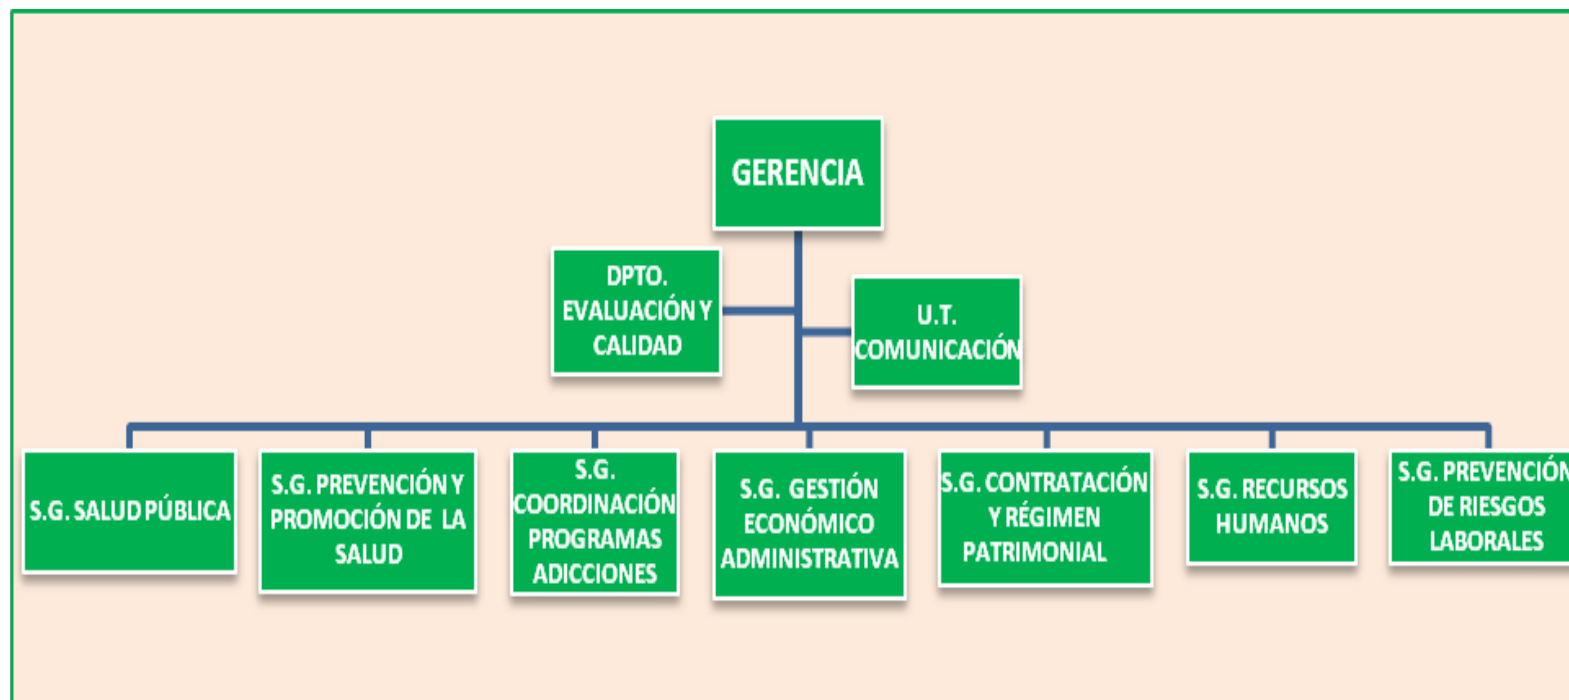 GERENCIA
DPTO.
EVALUACIÓN Y
CALIDAD
U.T.
COMUNICACIÓN
S.G. SALUD PÚBLICA
S.G. PREVENCIÓN Y
PROMOCIÓN DE LA
SALUD
S.G.
COORDINACIÓN
PROGRAMAS
ADICCIONES
S.G. GESTIÓN
ECONÓMICO
ADMINISTRATIVA
S.G. CONTRATACIÓN
Y RÉGIMEN
PATRIMONIAL
S.G. RECURSOS
HUMANOS
S.G. PREVENCIÓN
DE RIESGOS
LABORALES